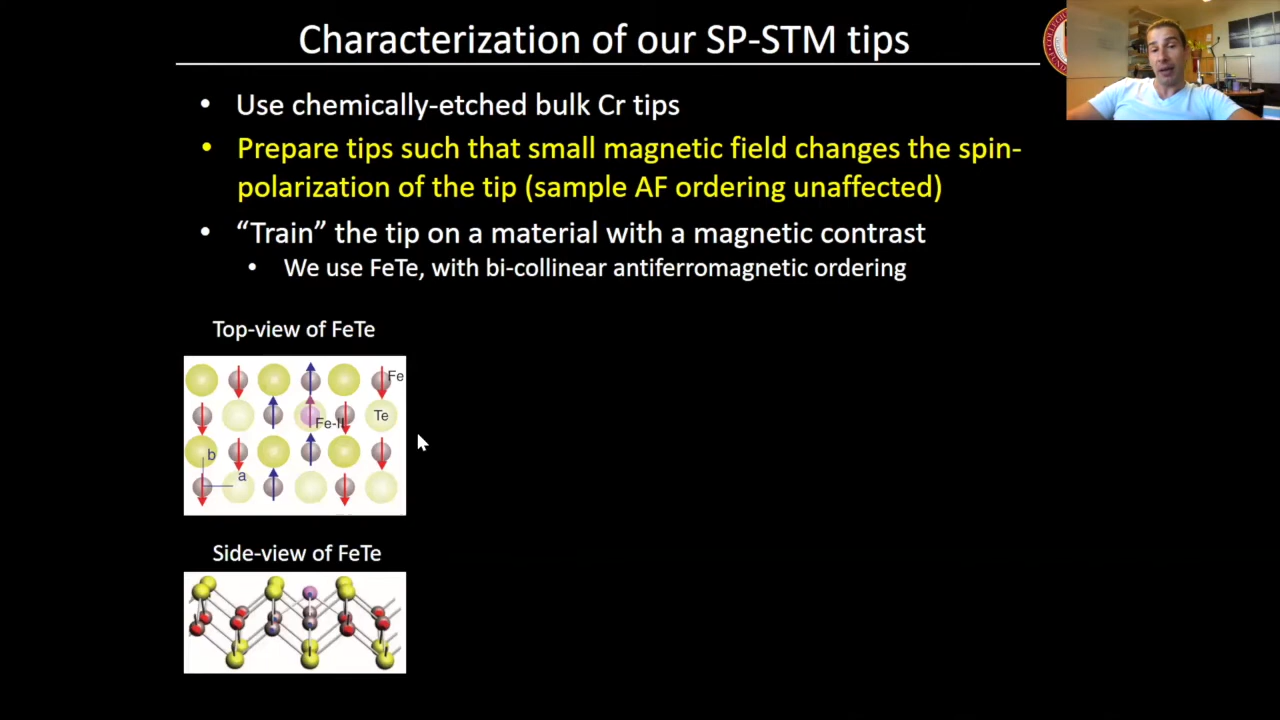 Characterization of our SP-STM tips
• Use chemically-etched bulk Cr tips
• Prepare tips such that small magnetic field changes the spin-
polarization of the tip (sample AF ordering unaffected)
• “Train” the tip on a material with a magnetic contrast
• We use FeTe, with bi-collinear antiferromagnetic ordering
Top-view of FeTe
Fe
Te
Fe-II
b
a
Side-view of FeTe